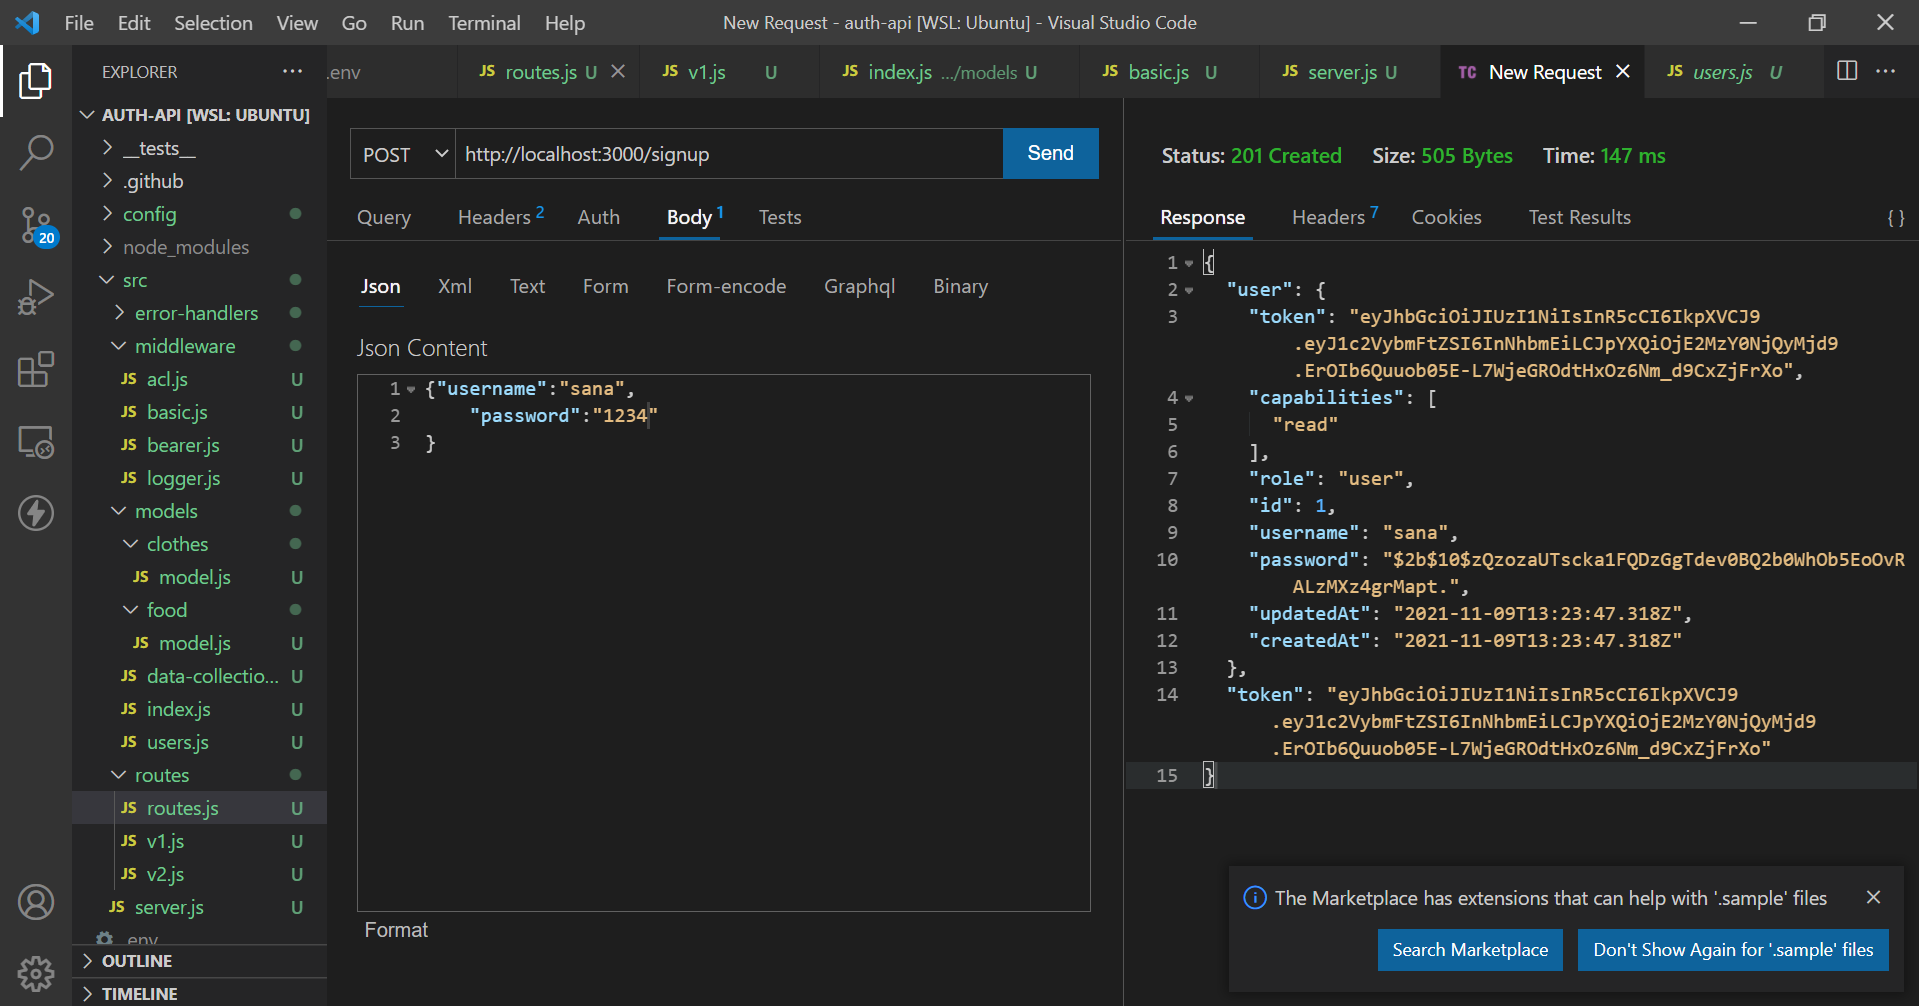 File Edit Selection View Go Run Terminal Help
New Request - auth-api [WSL: Ubuntu] - Visual Studio Code
EXPLORER ···
.env
JS routes.js U
JS v1.js U
JS index.js .../models U
JS basic.js U
JS server.js U
TC New Request
JS users.js U
···
20
AUTH-API [WSL: UBUNTU]
__tests__
.github
config
node_modules
src
error-handlers
middleware
JS acl.js U
JS basic.js U
JS bearer.js U
JS logger.js U
models
clothes
JS model.js U
food
JS model.js U
JS data-collectio... U
JS index.js U
JS users.js U
routes
JS routes.js U
JS v1.js U
JS v2.js U
JS server.js U
.env
OUTLINE
TIMELINE
POST http://localhost:3000/signup Send
Query Headers 2 Auth Body 1 Tests
Json Xml Text Form Form-encode Graphql Binary
Json Content
1 {"username":"sana",
2 "password":"1234"
3 }
Format
Status: 201 Created Size: 505 Bytes Time: 147 ms
Response Headers 7 Cookies Test Results { }
1 {
2 "user": {
3 "token": "eyJhbGciOiJIUzI1NiIsInR5cCI6IkpXVCJ9
.eyJ1c2VybmFtZSI6InNhbmEiLCJpYXQiOjE2MzY0NjQyMjd9
.ErOIb6Quuob05E-L7WjeGROdtHxOz6Nm_d9CxZjFrXo",
4 "capabilities": [
5 "read"
6 ],
7 "role": "user",
8 "id": 1,
9 "username": "sana",
10 "password": "$2b$10$zQzozaUTscka1FQDzGgTdev0BQ2b0WhOb5EoOvR
ALzMXz4grMapt.",
11 "updatedAt": "2021-11-09T13:23:47.318Z",
12 "createdAt": "2021-11-09T13:23:47.318Z"
13 },
14 "token": "eyJhbGciOiJIUzI1NiIsInR5cCI6IkpXVCJ9
.eyJ1c2VybmFtZSI6InNhbmEiLCJpYXQiOjE2MzY0NjQyMjd9
.ErOIb6Quuob05E-L7WjeGROdtHxOz6Nm_d9CxZjFrXo"
15 }
The Marketplace has extensions that can help with '.sample' files
Search Marketplace
Don't Show Again for '.sample' files